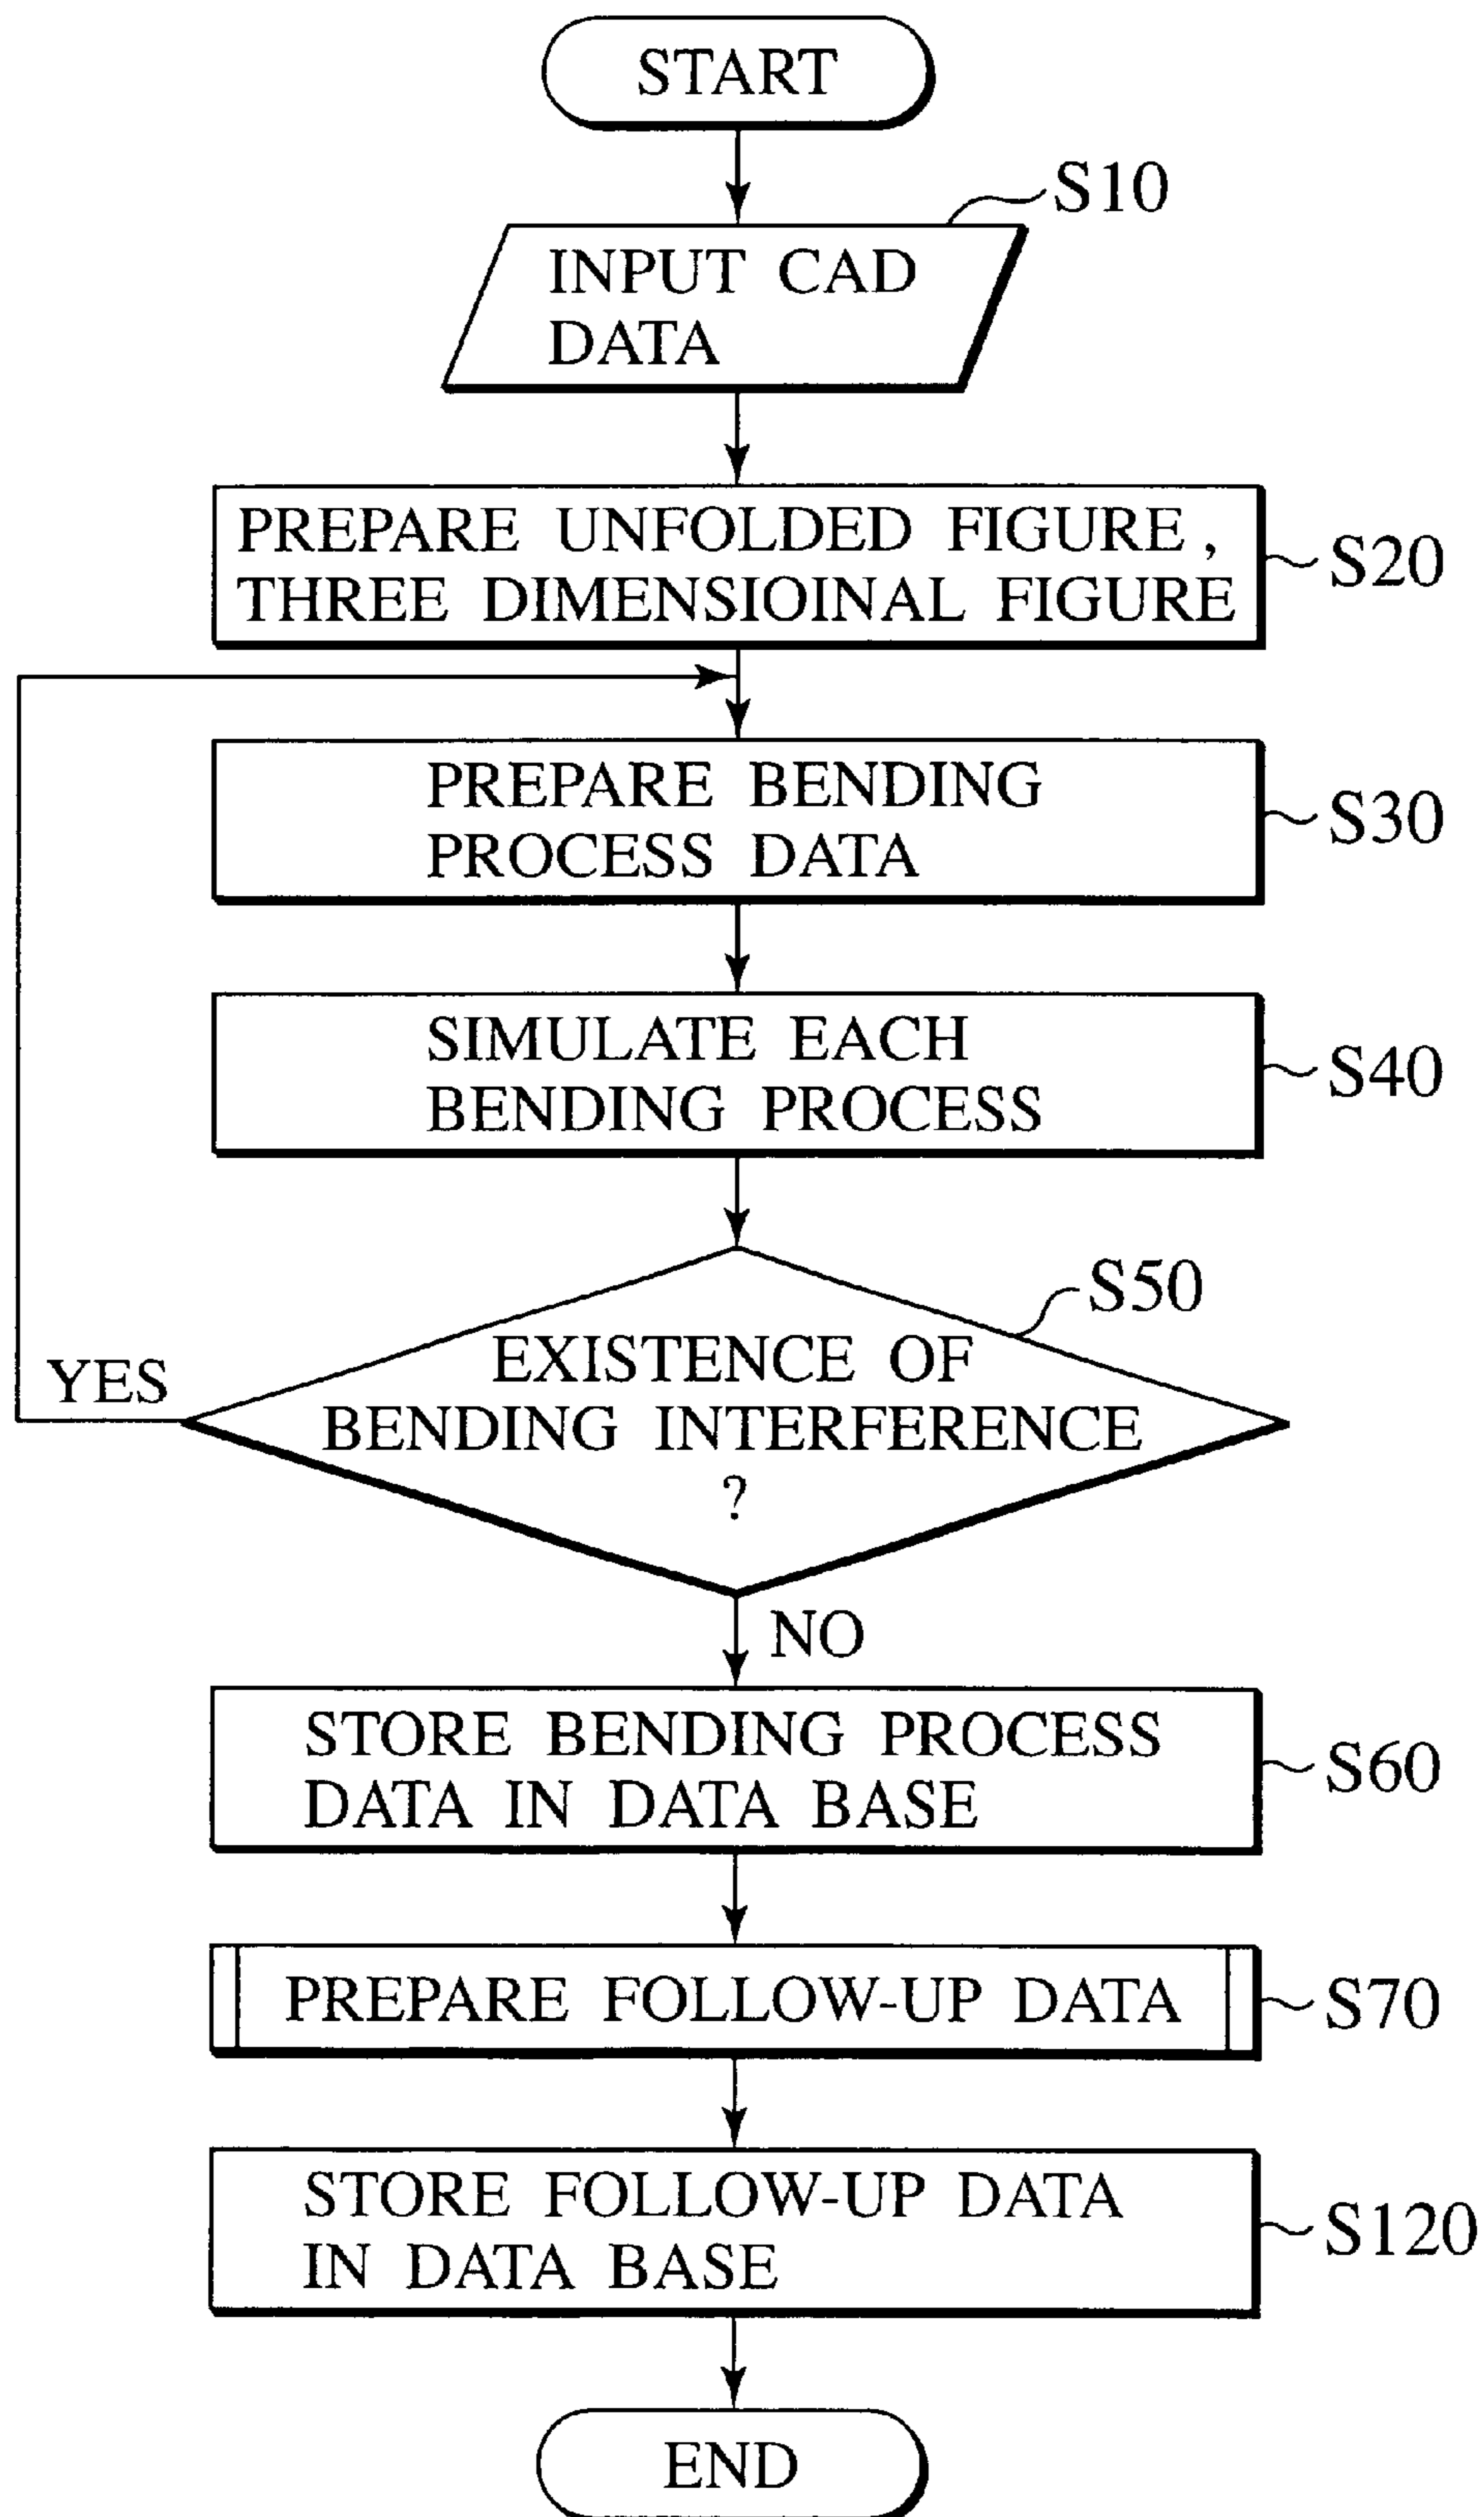 START
S10
INPUT CAD
DATA
PREPARE UNFOLDED FIGURE,
THREE DIMENSIOINAL FIGURE
S20
PREPARE BENDING
PROCESS DATA
S30
SIMULATE EACH
BENDING PROCESS
S40
S50
EXISTENCE OF
BENDING INTERFERENCE
?
YES
NO
STORE BENDING PROCESS
DATA IN DATA BASE
S60
PREPARE FOLLOW-UP DATA
S70
STORE FOLLOW-UP DATA
IN DATA BASE
S120
END